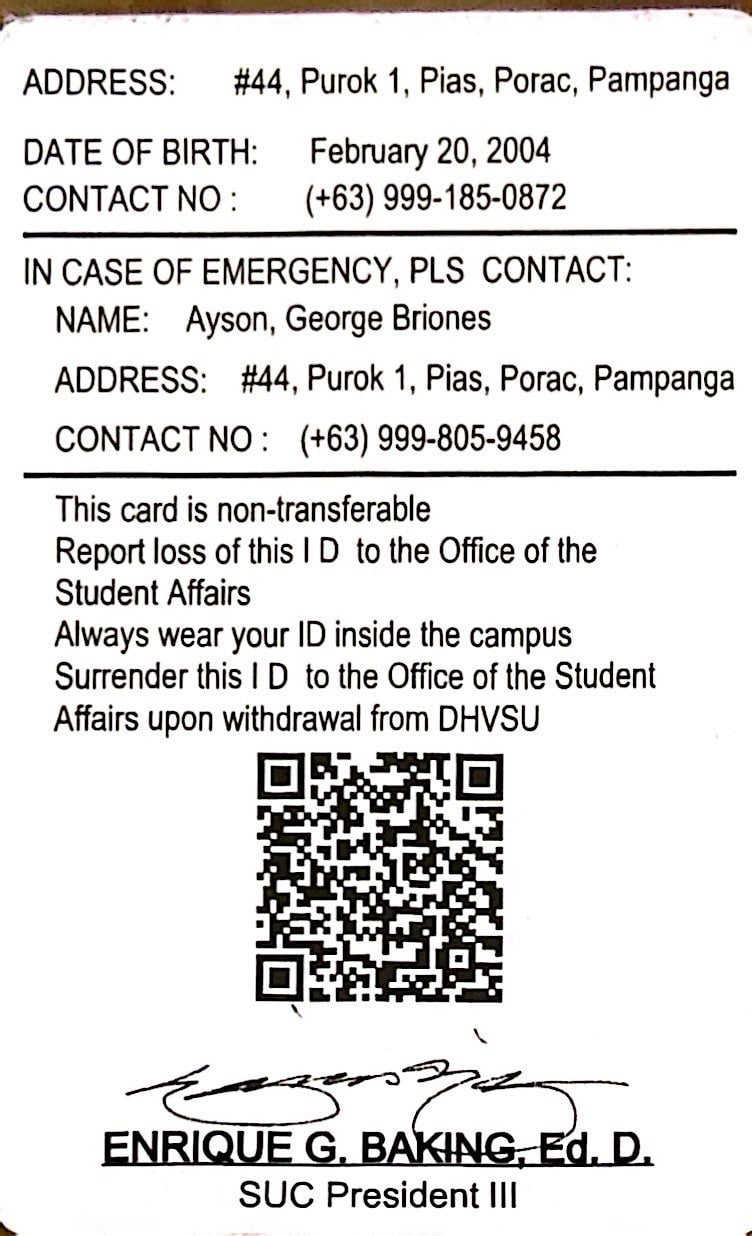 ADDRESS: #44, Purok 1, Pias, Porac, Pampanga
DATE OF BIRTH: February 20, 2004
CONTACT NO : (+63) 999-185-0872
IN CASE OF EMERGENCY, PLS CONTACT:
NAME: Ayson, George Briones
ADDRESS: #44, Purok 1, Pias, Porac, Pampanga
CONTACT NO : (+63) 999-805-9458
This card is non-transferable
Report loss of this I D to the Office of the
Student Affairs
Always wear your ID inside the campus
Surrender this I D to the Office of the Student
Affairs upon withdrawal from DHVSU
ENRIQUE G. BAKING, Ed. D.
SUC President III